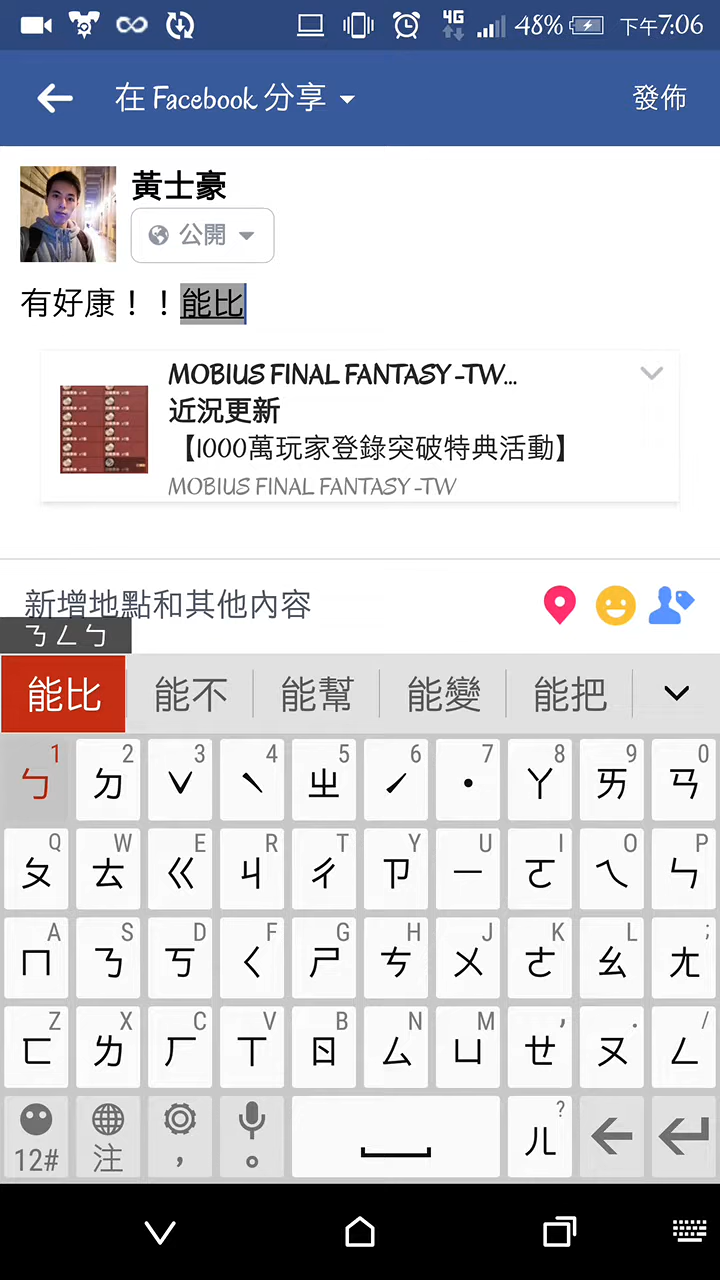 4G 48% 下午7:06
在 Facebook 分享 發佈
黃士豪
公開
有好康！！能比
MOBIUS FINAL FANTASY -TW...
近況更新
【1000萬玩家登錄突破特典活動】
MOBIUS FINAL FANTASY -TW
新增地點和其他內容
ㄋㄥㄅ
能比 能不 能幫 能變 能把
1 2 3 4 5 6 7 8 9 0
ㄅ ㄉ ˇ ˋ ㄓ ˊ ˙ ㄚ ㄞ ㄢ
Q W E R T Y U I O P
ㄆ ㄊ ㄍ ㄐ ㄔ ㄗ ㄧ ㄛ ㄟ ㄣ
A S D F G H J K L ;
ㄇ ㄋ ㄎ ㄑ ㄕ ㄘ ㄨ ㄜ ㄠ ㄤ
Z X C V B N M , . /
ㄈ ㄌ ㄏ ㄒ ㄖ ㄙ ㄩ ㄝ ㄡ ㄥ
?
12# 注 ， 。 ㄦ